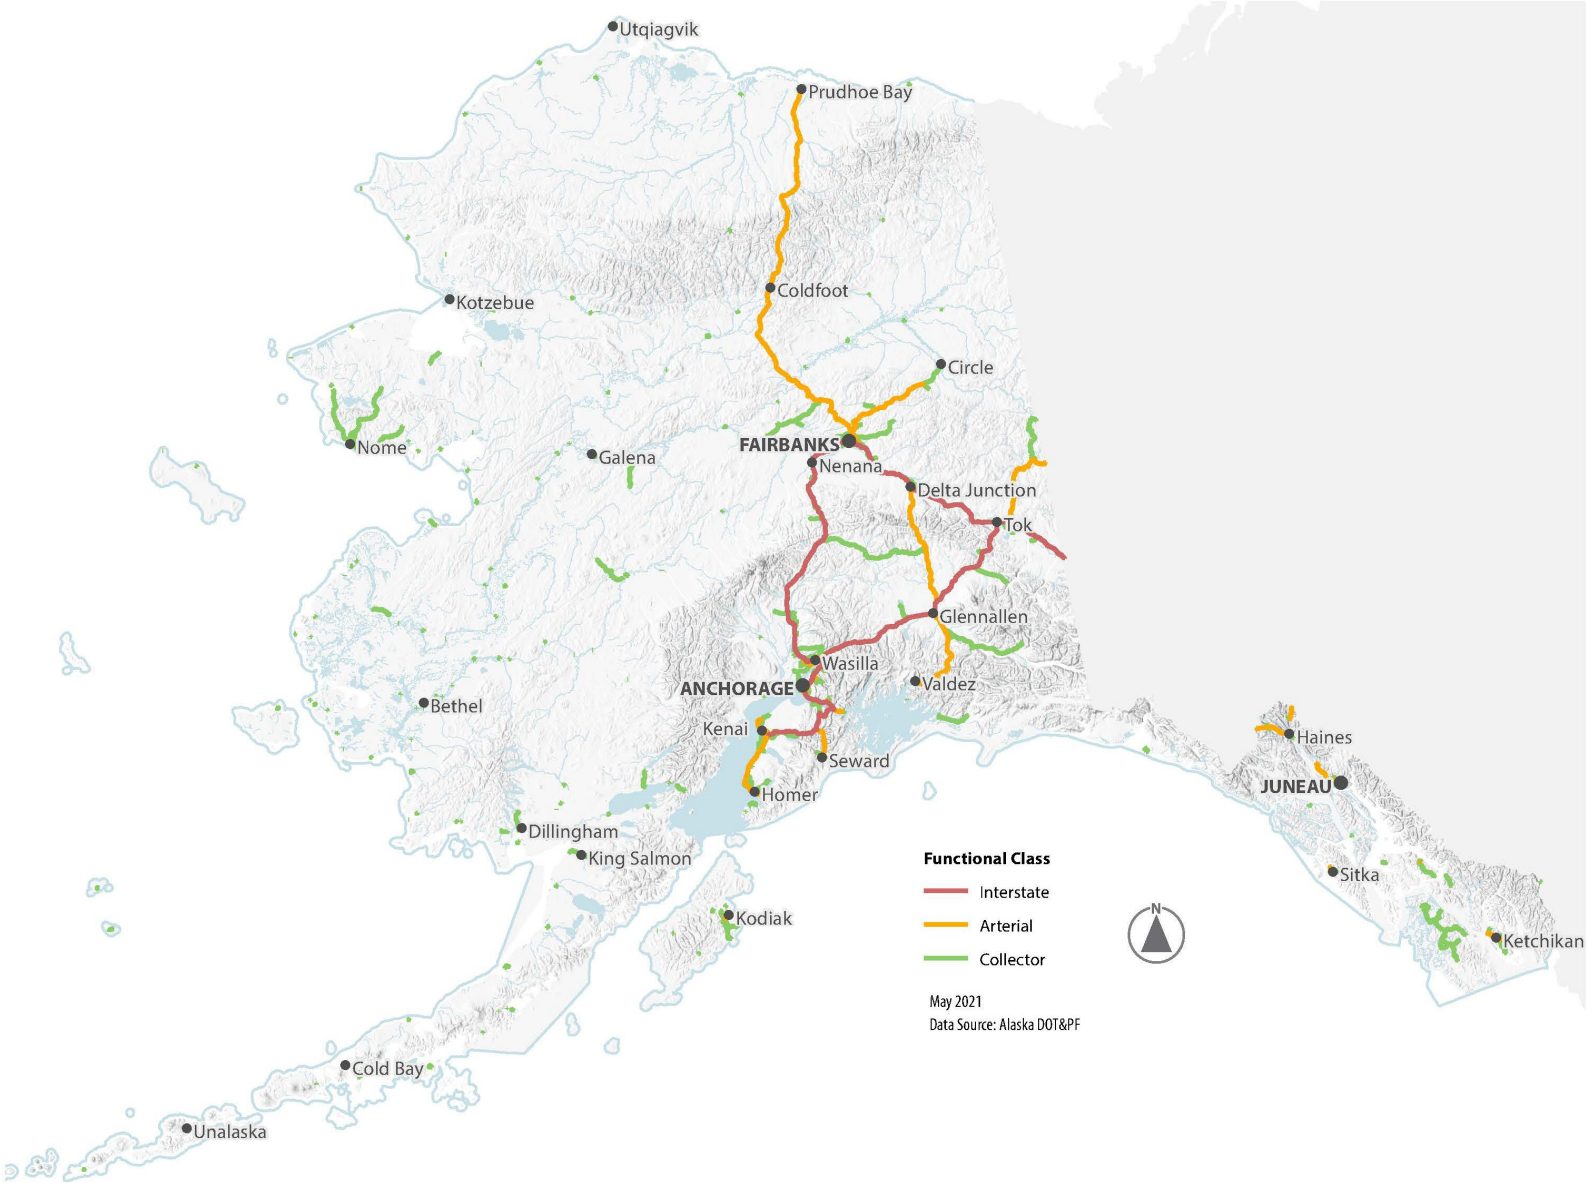 Utqiagvik
Prudhoe Bay
Coldfoot
Kotzebue
Circle
Nome
FAIRBANKS
Galena
Nenana
Delta Junction
Tok
Glennallen
Wasilla
ANCHORAGE
Valdez
Bethel
Kenai
Haines
Seward
JUNEAU
Homer
Dillingham
King Salmon
Functional Class
Sitka
Interstate
N
Kodiak
Arterial
Ketchikan
Collector
May 2021
Data Source: Alaska DOT&PF
Cold Bay
Unalaska